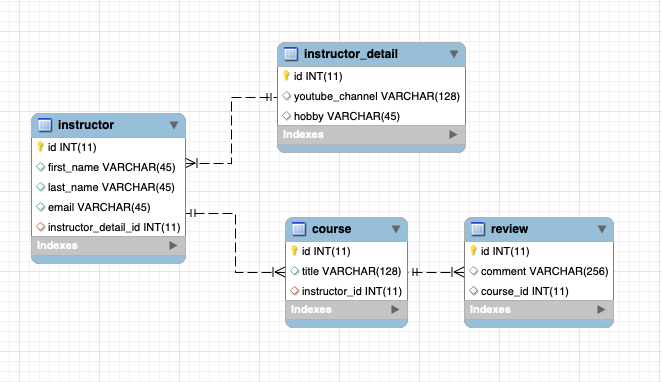 instructor_detail
id INT(11)
youtube_channel VARCHAR(128)
hobby VARCHAR(45)
Indexes
instructor
id INT(11)
first_name VARCHAR(45)
last_name VARCHAR(45)
email VARCHAR(45)
instructor_detail_id INT(11)
Indexes
course
id INT(11)
title VARCHAR(128)
instructor_id INT(11)
Indexes
review
id INT(11)
comment VARCHAR(256)
course_id INT(11)
Indexes